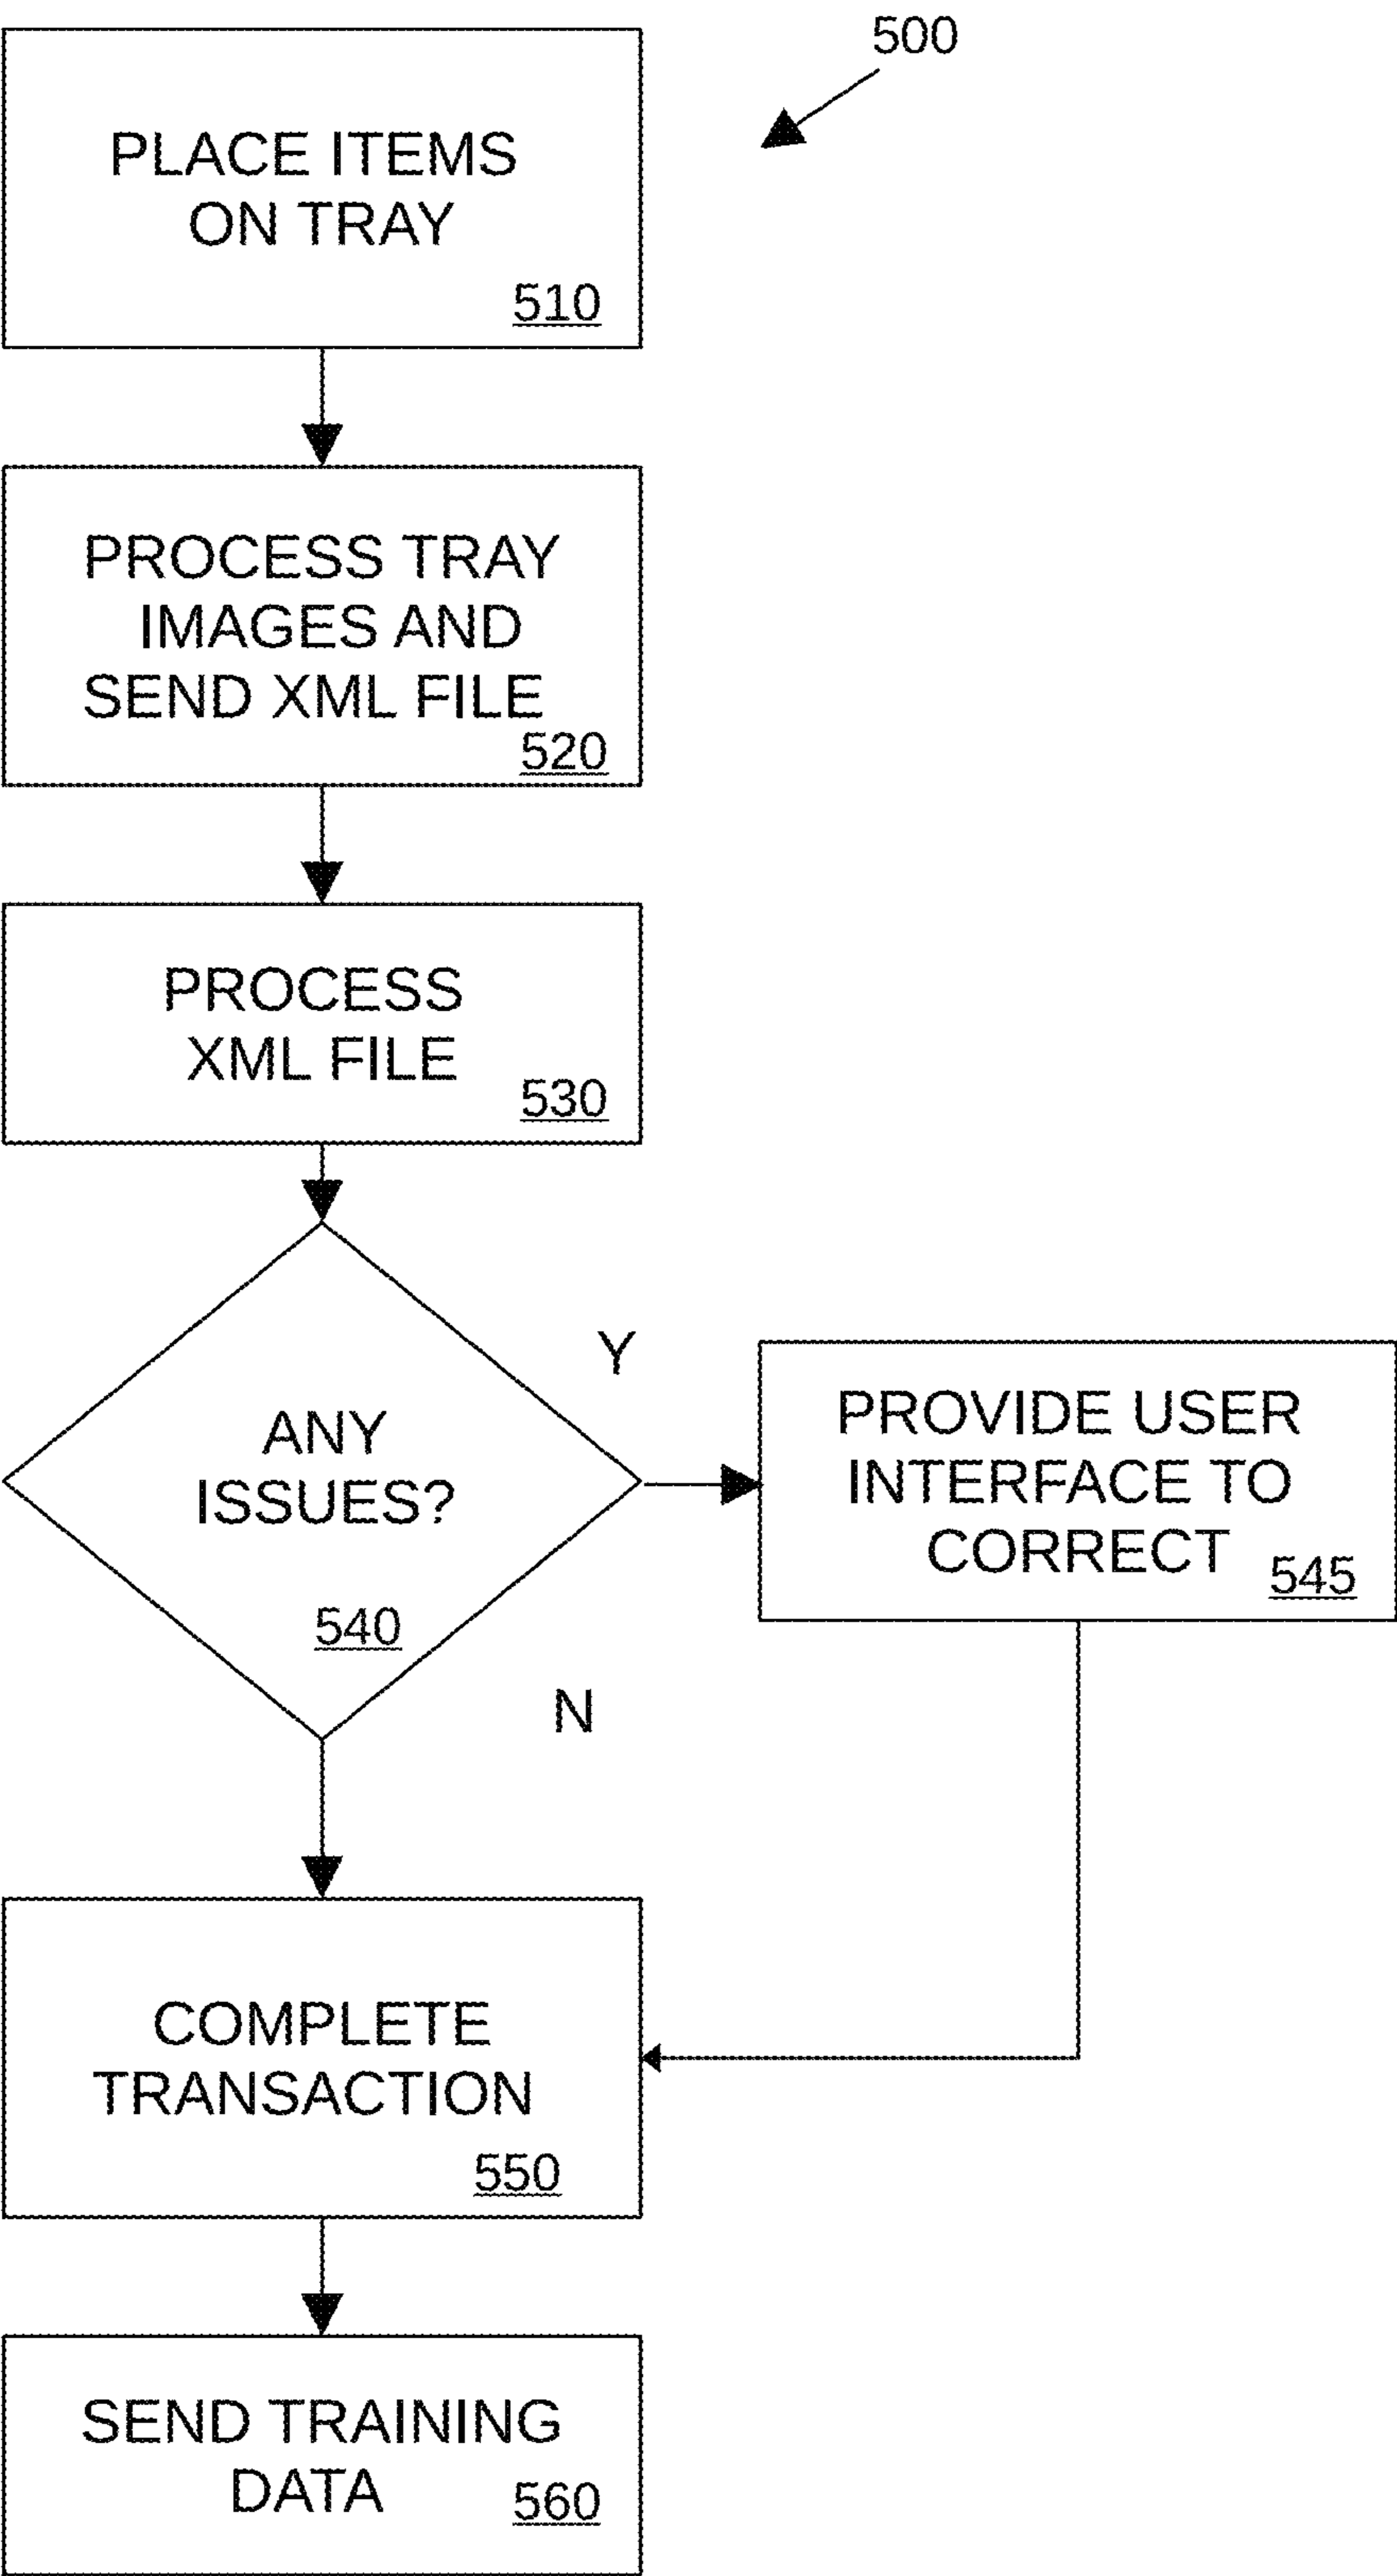 500
PLACE ITEMS
ON TRAY
510
PROCESS TRAY
IMAGES AND
SEND XML FILE
520
PROCESS
XML FILE
530
ANY
ISSUES?
540
Y
N
PROVIDE USER
INTERFACE TO
CORRECT
545
COMPLETE
TRANSACTION
550
SEND TRAINING
DATA
560